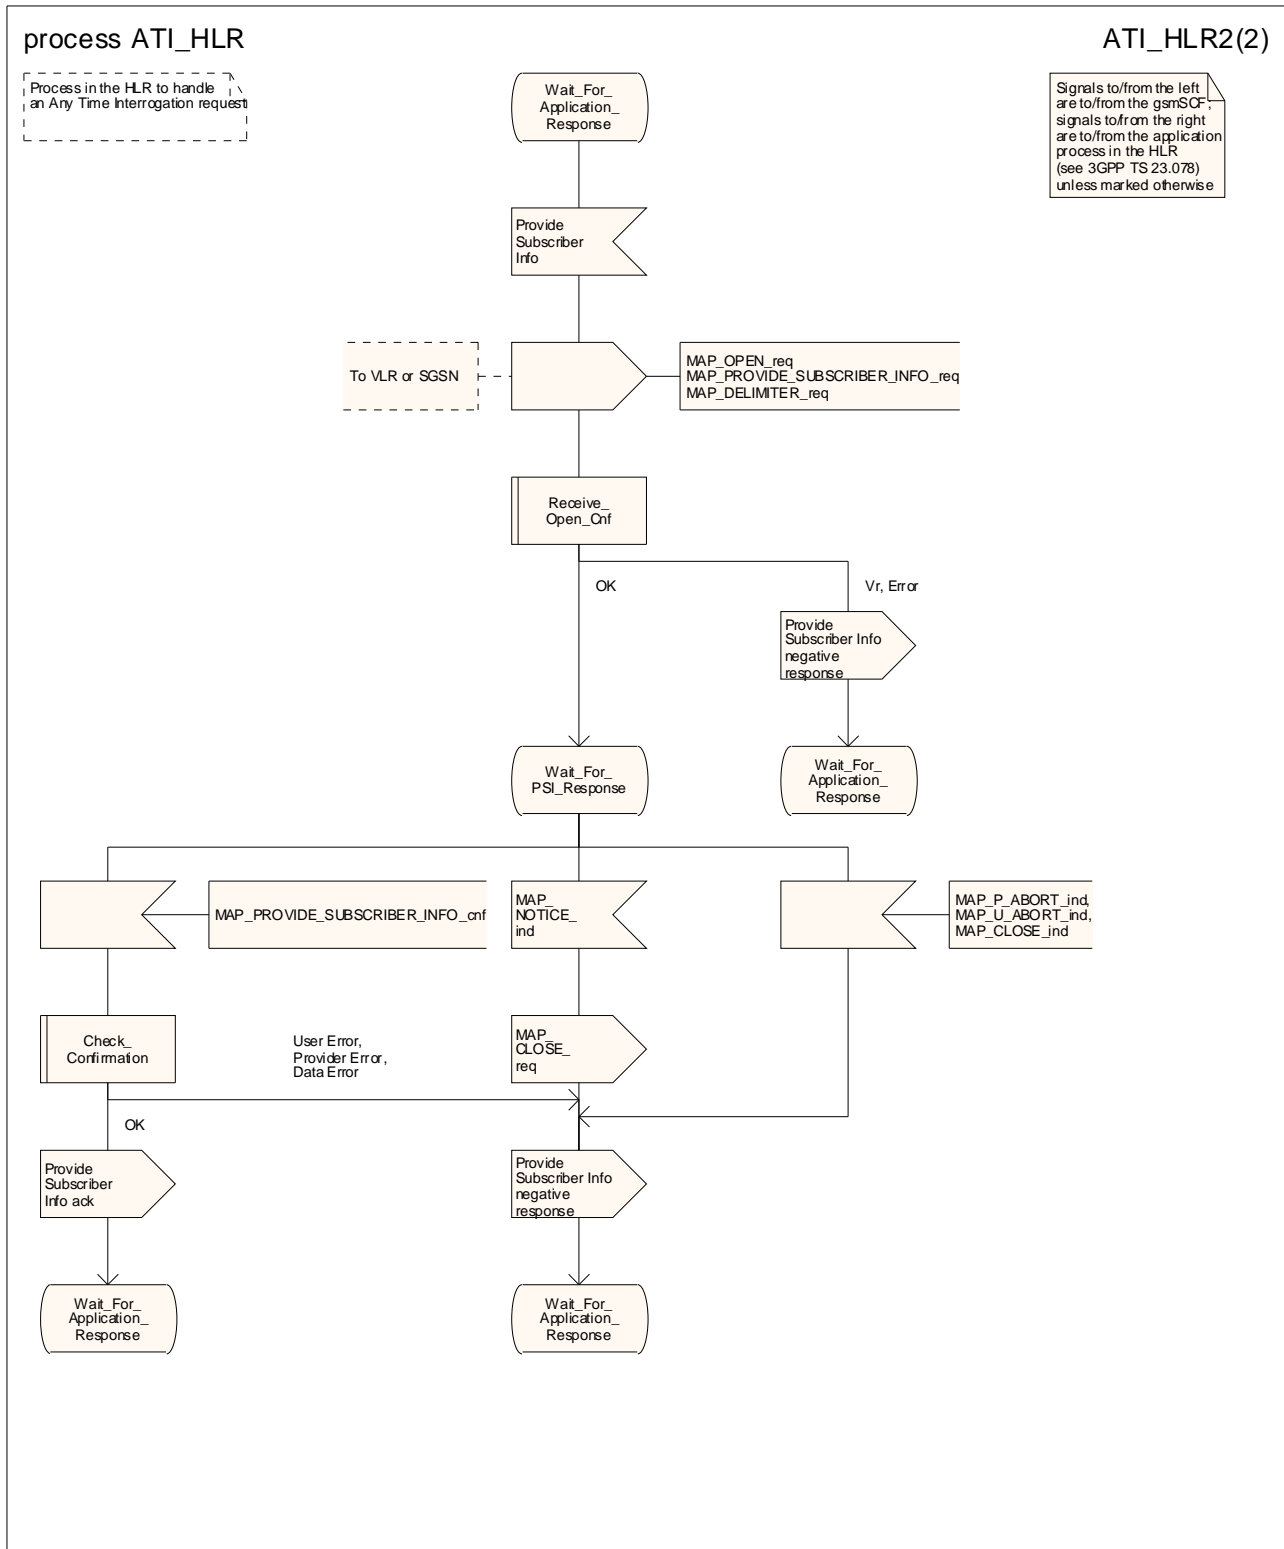 process ATI_HLR
ATI_HLR2(2)
Process in the HLR to handle
an Any Time Interrogation request
Wait_For_
Application_
Response
Signals to/from the left
are to/from the gsmSCF;
signals to/from the right
are to/from the application
process in the HLR
(see 3GPP TS 23.078)
unless marked otherwise
Provide
Subscriber
Info
To VLR or SGSN
MAP_OPEN_req
MAP_PROVIDE_SUBSCRIBER_INFO_req
MAP_DELIMITER_req
Receive_
Open_Cnf
OK
Vr, Error
Provide
Subscriber Info
negative
response
Wait_For_
PSI_Response
Wait_For_
Application_
Response
MAP_PROVIDE_SUBSCRIBER_INFO_cnf
MAP_
NOTICE_
ind
MAP_P_ABORT_ind,
MAP_U_ABORT_ind,
MAP_CLOSE_ind
Check_
Confirmation
User Error,
Provider Error,
Data Error
MAP_
CLOSE_
req
OK
Provide
Subscriber
Info ack
Provide
Subscriber Info
negative
response
Wait_For_
Application_
Response
Wait_For_
Application_
Response